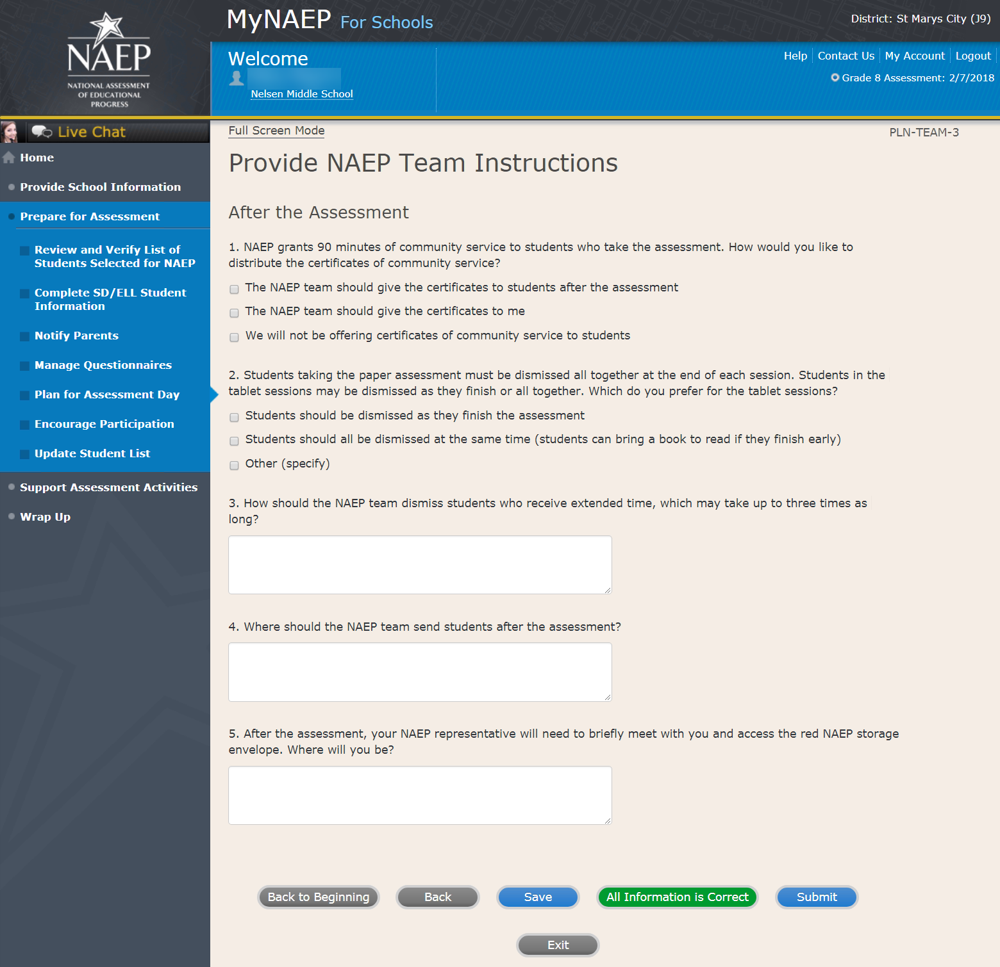 MyNAEP For Schools
District: St Marys City (J9)
NAEP
NATIONAL ASSESSMENT
OF EDUCATIONAL
PROGRESS
Welcome
Nelsen Middle School
Help
Contact Us
My Account
Logout
Grade 8 Assessment: 2/7/2018
Live Chat
Home
Provide School Information
Prepare for Assessment
Review and Verify List of
Students Selected for NAEP
Complete SD/ELL Student
Information
Notify Parents
Manage Questionnaires
Plan for Assessment Day
Encourage Participation
Update Student List
Support Assessment Activities
Wrap Up
Full Screen Mode
PLN-TEAM-3
Provide NAEP Team Instructions
After the Assessment
1. NAEP grants 90 minutes of community service to students who take the assessment. How would you like to
distribute the certificates of community service?
The NAEP team should give the certificates to students after the assessment
The NAEP team should give the certificates to me
We will not be offering certificates of community service to students
2. Students taking the paper assessment must be dismissed all together at the end of each session. Students in the
tablet sessions may be dismissed as they finish or all together. Which do you prefer for the tablet sessions?
Students should be dismissed as they finish the assessment
Students should all be dismissed at the same time (students can bring a book to read if they finish early)
Other (specify)
3. How should the NAEP team dismiss students who receive extended time, which may take up to three times as
long?
4. Where should the NAEP team send students after the assessment?
5. After the assessment, your NAEP representative will need to briefly meet with you and access the red NAEP storage
envelope. Where will you be?
Back to Beginning
Back
Save
All Information is Correct
Submit
Exit